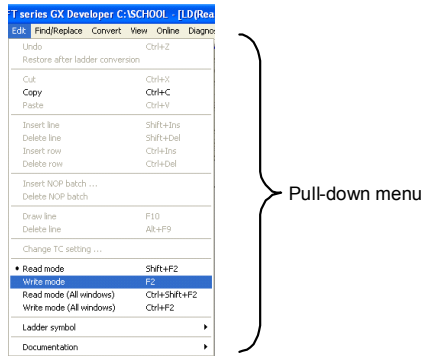 FT series GX Developer C:\SCHOOL - [LD(Rea
Edit Find/Replace Convert View Online Diagnos
Undo Ctrl+Z
Restore after ladder conversion
Cut Ctrl+X
Copy Ctrl+C
Paste Ctrl+V
Insert line Shift+Ins
Delete line Shift+Del
Insert row Ctrl+Ins
Delete row Ctrl+Del
Insert NOP batch ...
Delete NOP batch
Draw line F10
Delete line Alt+F9
Change TC setting ...
• Read mode Shift+F2
Write mode F2
Read mode (All windows) Ctrl+Shift+F2
Write mode (All windows) Ctrl+F2
Ladder symbol
Documentation
Pull-down menu